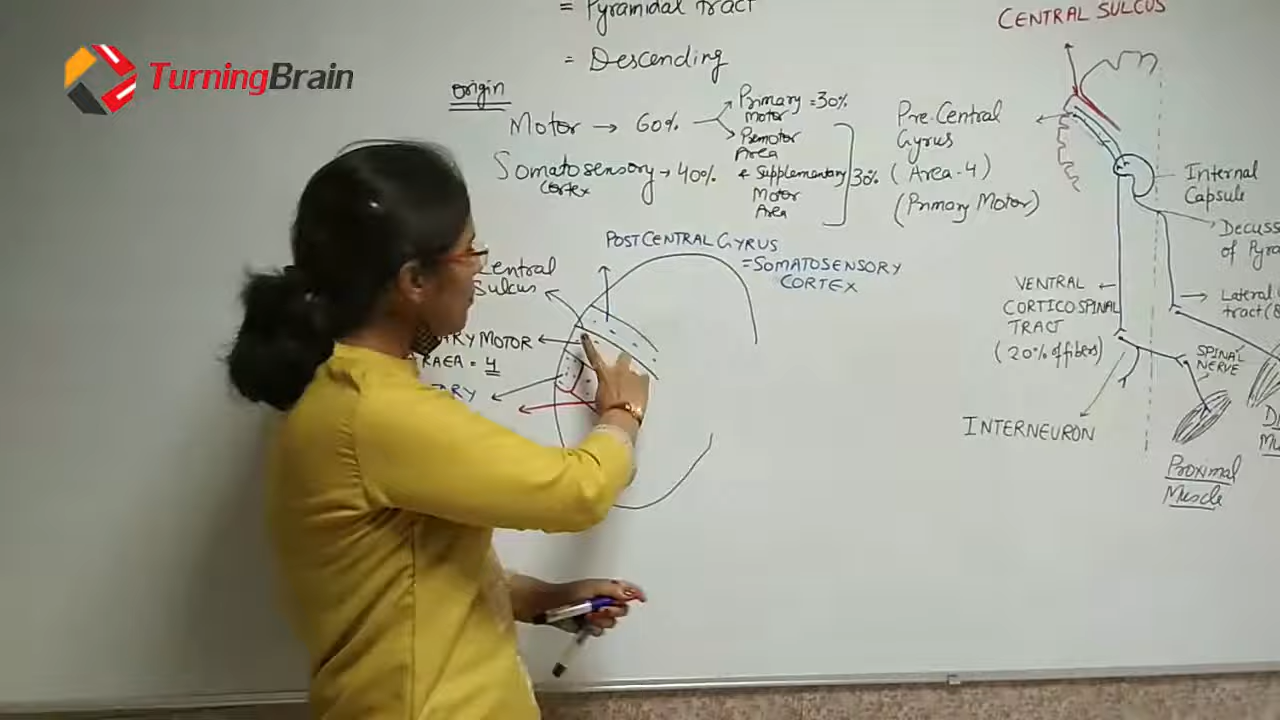 TurningBrain
= Pyramidal tract
= Descending
origin
Motor → 60%
Primary = 30%
Motor
Premotor
Area
+ Supplementary
Motor
Area
30%
Somatosensory → 40%
Cortex
Pre-Central
Gyrus
(Area-4)
(Primary Motor)
CENTRAL SULCUS
Internal
Capsule
of
VENTRAL
CORTICOSPINAL
TRACT
(20% of fibers)
SPINAL
NERVE
INTERNEURON
Proximal
Muscle
POSTCENTRAL GYRUS
= SOMATOSENSORY
CORTEX
Sulcus
MOTOR
= 4